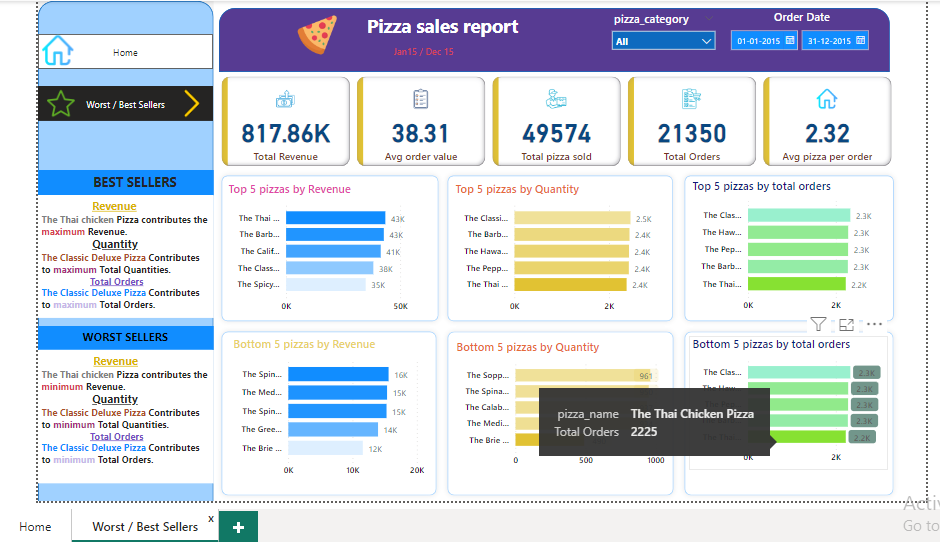 Pizza sales report
Jan15 / Dec 15
pizza_category
All
Order Date
01-01-2015
31-12-2015
Home
Worst / Best Sellers
817.86K
Total Revenue
38.31
Avg order value
49574
Total pizza sold
21350
Total Orders
2.32
Avg pizza per order
BEST SELLERS
Revenue
The Thai chicken Pizza contributes the
maximum Revenue.
Quantity
The Classic Deluxe Pizza Contributes
to maximum Total Quantities.
Total Orders
The Classic Deluxe Pizza Contributes
to maximum Total Orders.
WORST SELLERS
Revenue
The Thai chicken Pizza contributes the
minimum Revenue.
Quantity
The Classic Deluxe Pizza Contributes
to minimum Total Quantities.
Total Orders
The Classic Deluxe Pizza Contributes
to minimum Total Orders.
Top 5 pizzas by Revenue
The Thai ... 43K
The Barb... 43K
The Calif... 41K
The Class... 38K
The Spicy... 35K
0K 50K
Top 5 pizzas by Quantity
The Classi... 2.5K
The Barb... 2.4K
The Hawa... 2.4K
The Pepp... 2.4K
The Thai ... 2.4K
0K 2K
Top 5 pizzas by total orders
The Clas... 2.3K
The Haw... 2.3K
The Pep... 2.3K
The Barb... 2.3K
The Thai... 2.2K
0K 2K
Bottom 5 pizzas by Revenue
The Spin... 16K
The Med... 15K
The Spin... 15K
The Gree... 14K
The Brie ... 12K
0K 10K 20K
Bottom 5 pizzas by Quantity
The Sopp... 961
The Spina...
The Calab...
The Medi...
The Brie ...
0 500 1000
Bottom 5 pizzas by total orders
The Clas... 2.3K
The Haw... 2.3K
2.3K
2.3K
2.2K
0K 2K
pizza_name The Thai Chicken Pizza
Total Orders 2225
Home
Worst / Best Sellers
x
+
Go to